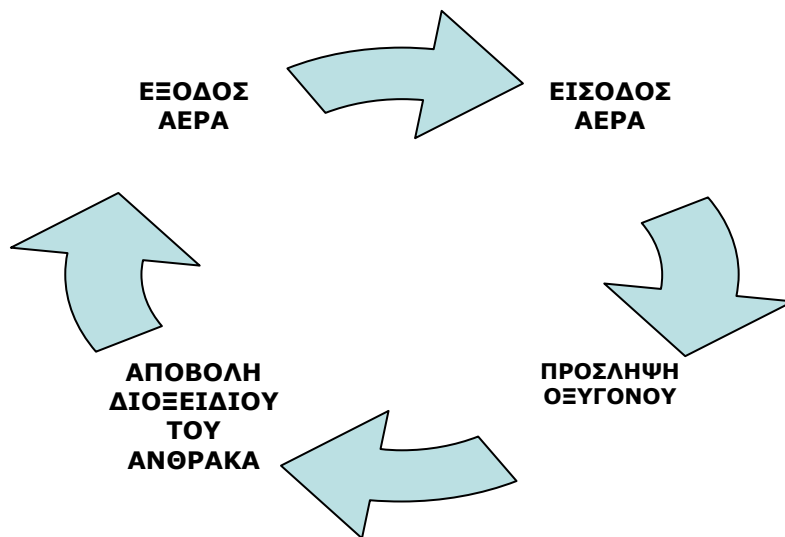 ΕΞΟΔΟΣ
ΑΕΡΑ
ΕΙΣΟΔΟΣ
ΑΕΡΑ
ΠΡΟΣΛΗΨΗ
ΟΞΥΓΟΝΟΥ
ΑΠΟΒΟΛΗ
ΔΙΟΞΕΙΔΙΟΥ
ΤΟΥ
ΑΝΘΡΑΚΑ